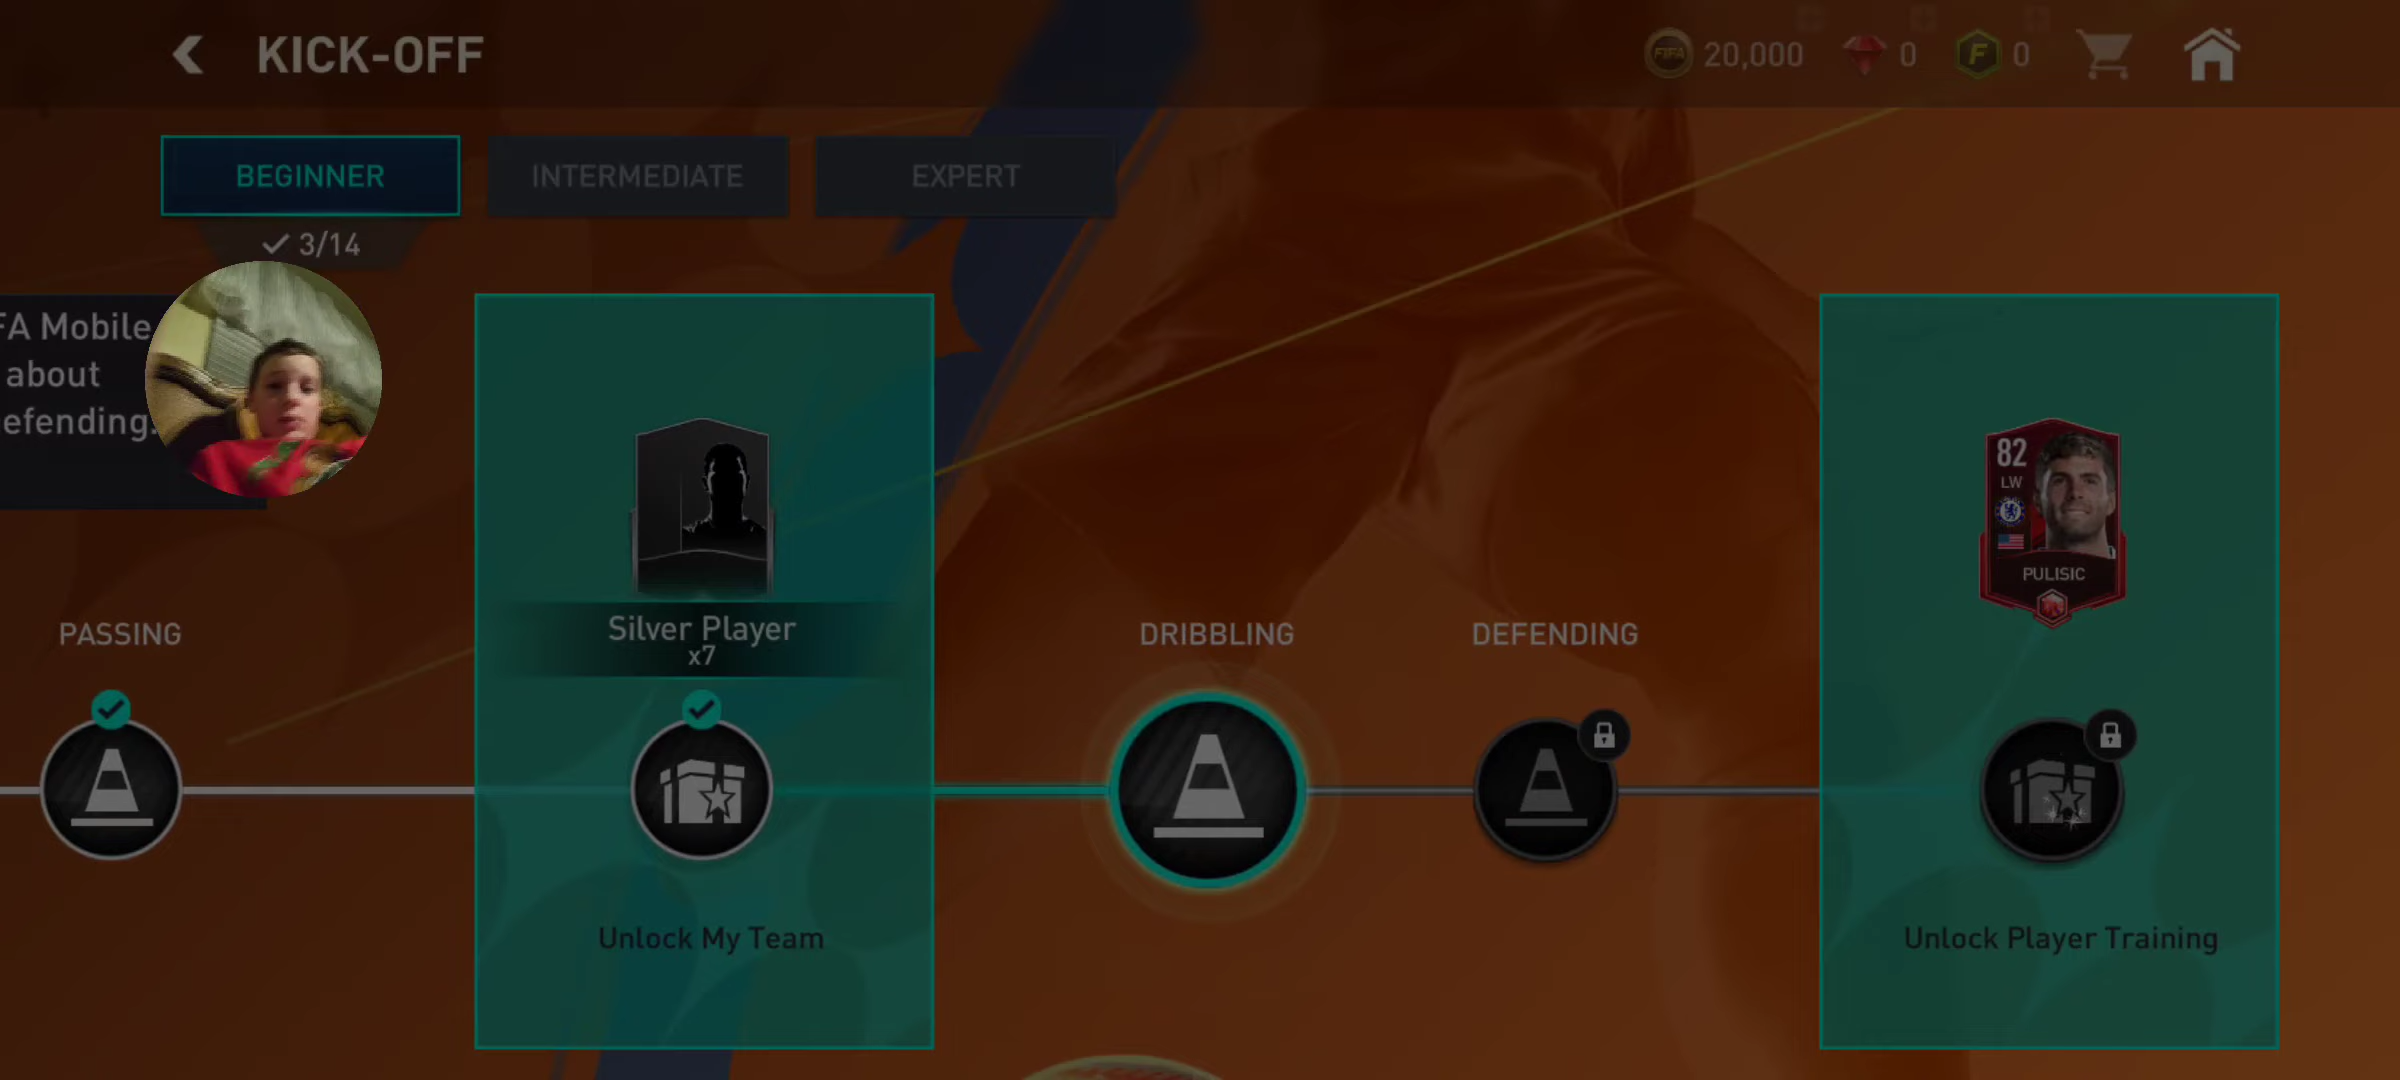 KICK-OFF
FIFA 20,000 0 F 0
BEGINNER INTERMEDIATE EXPERT
3/14
FA Mobile
about
efending.
82
LW
PULISIC
Silver Player
x7
PASSING DRIBBLING DEFENDING
Unlock My Team Unlock Player Training